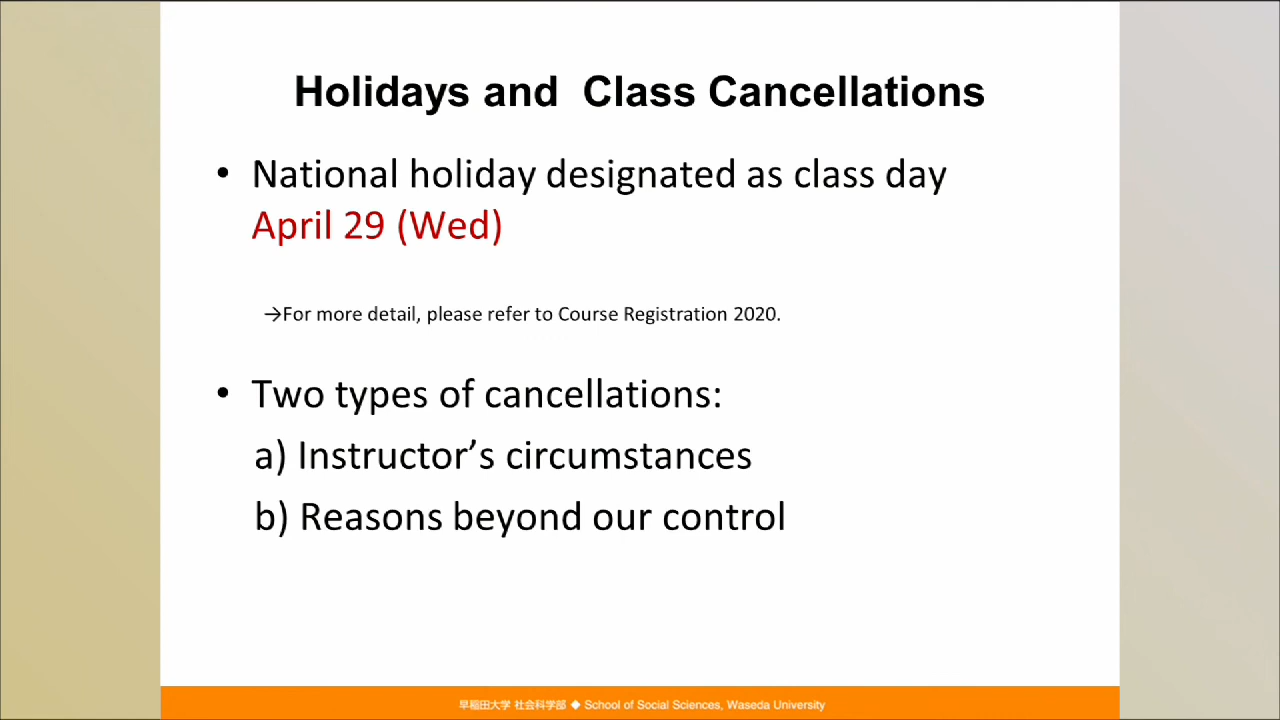 Holidays and  Class Cancellations
• National holiday designated as class day
April 29 (Wed)
→For more detail, please refer to Course Registration 2020.
• Two types of cancellations:
a) Instructor’s circumstances
b) Reasons beyond our control
早稲田大学 社会科学部 ◆ School of Social Sciences, Waseda University